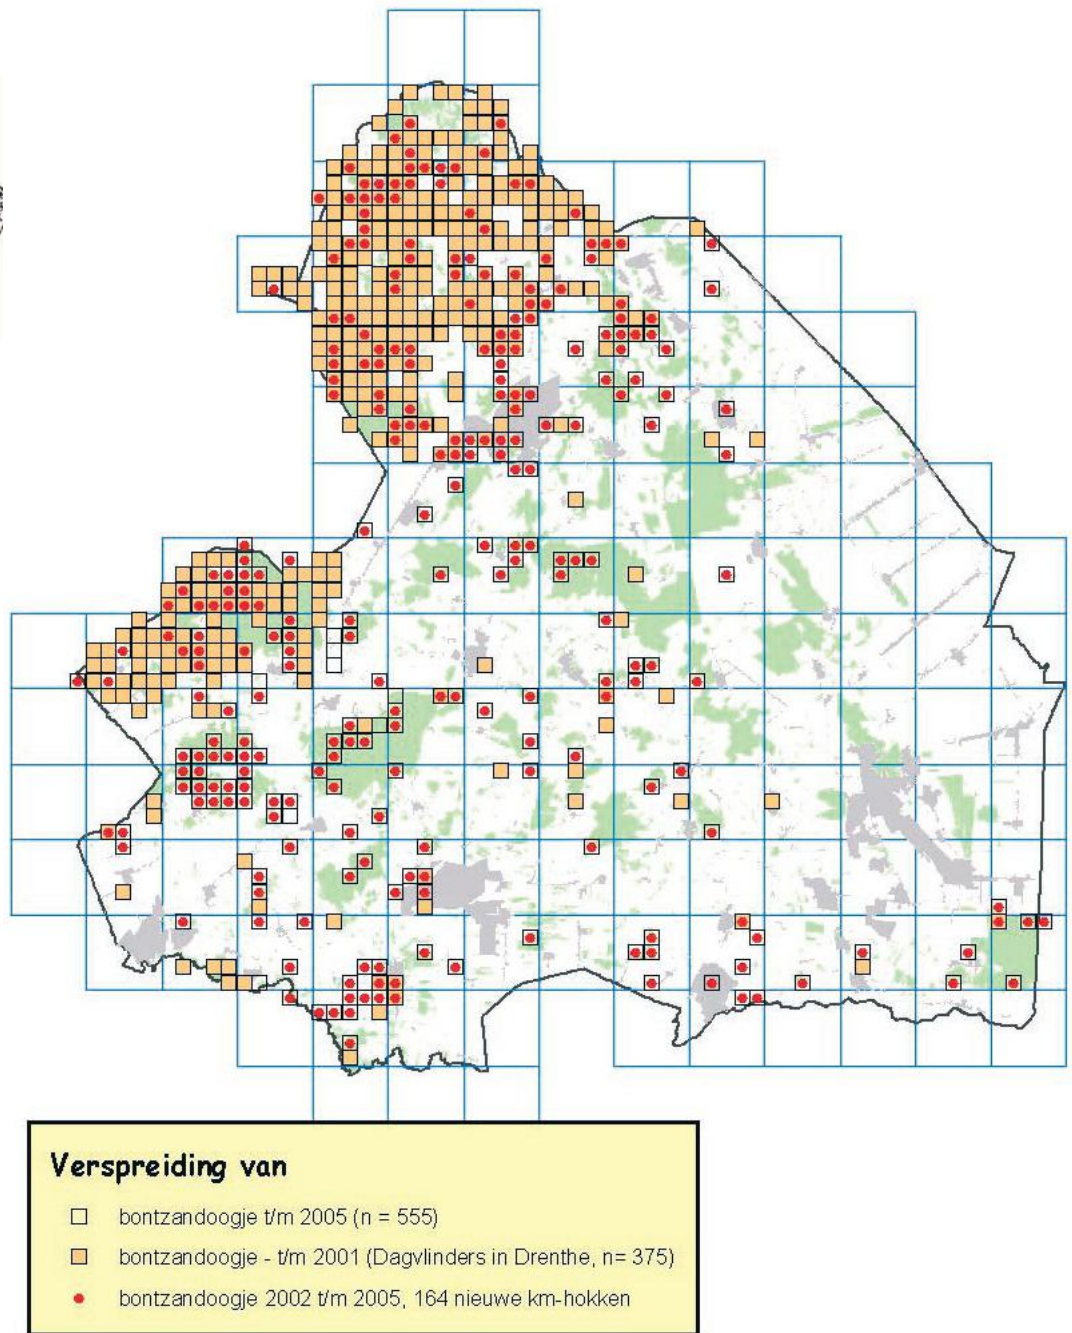 Verspreiding van
bontzandoogje t/m 2005 (n = 555)
bontzandoogje - t/m 2001 (Dagvlinders in Drenthe, n= 375)
bontzandoogje 2002 t/m 2005, 164 nieuwe km-hokken